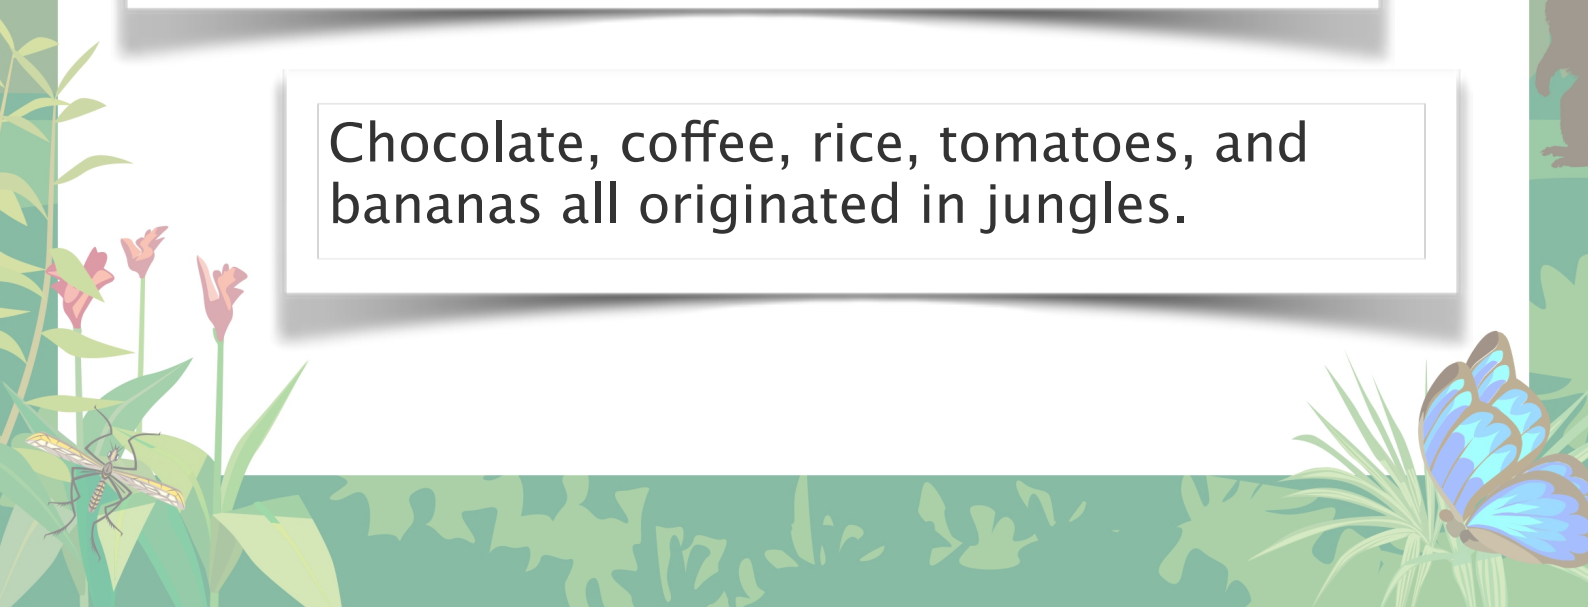 Chocolate, coffee, rice, tomatoes, and
bananas all originated in jungles.